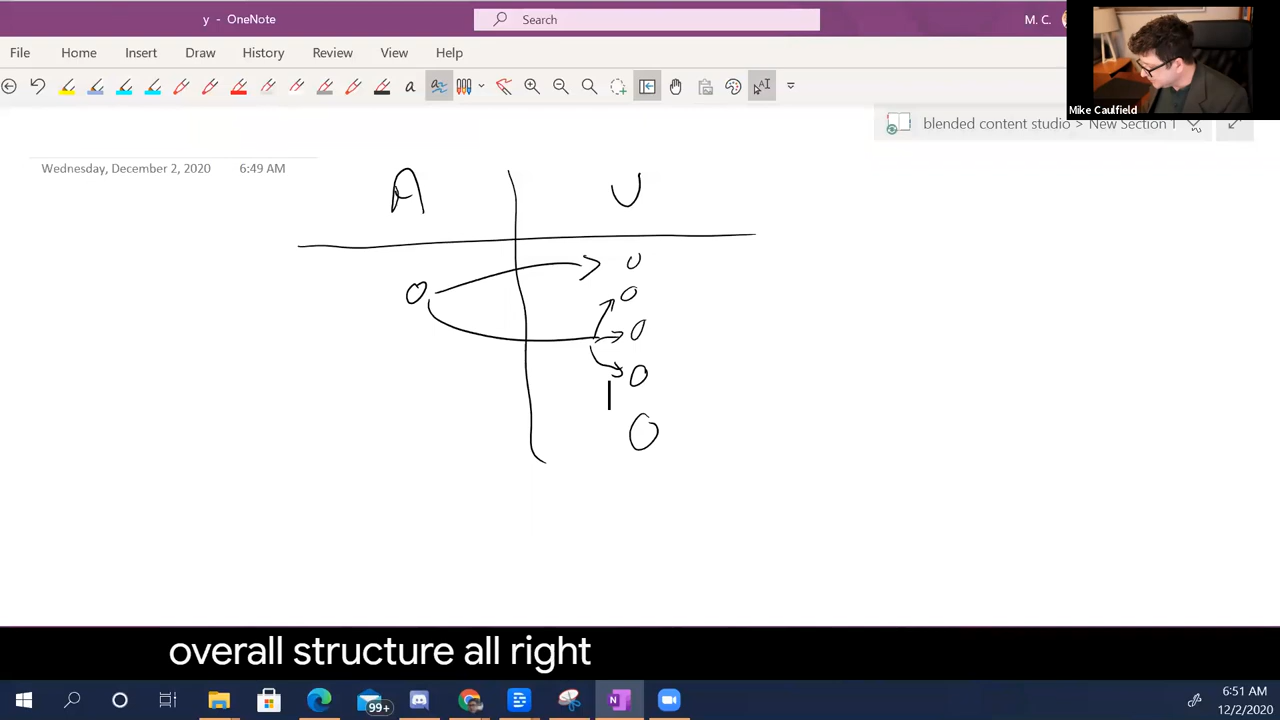 y - OneNote
Search
M. C.
File Home Insert Draw History Review View Help
Mike Caulfield
blended content studio > New Section 1
Wednesday, December 2, 2020 6:49 AM
A U
O
O
O
O
O
O
overall structure all right
99+
6:51 AM
12/2/2020